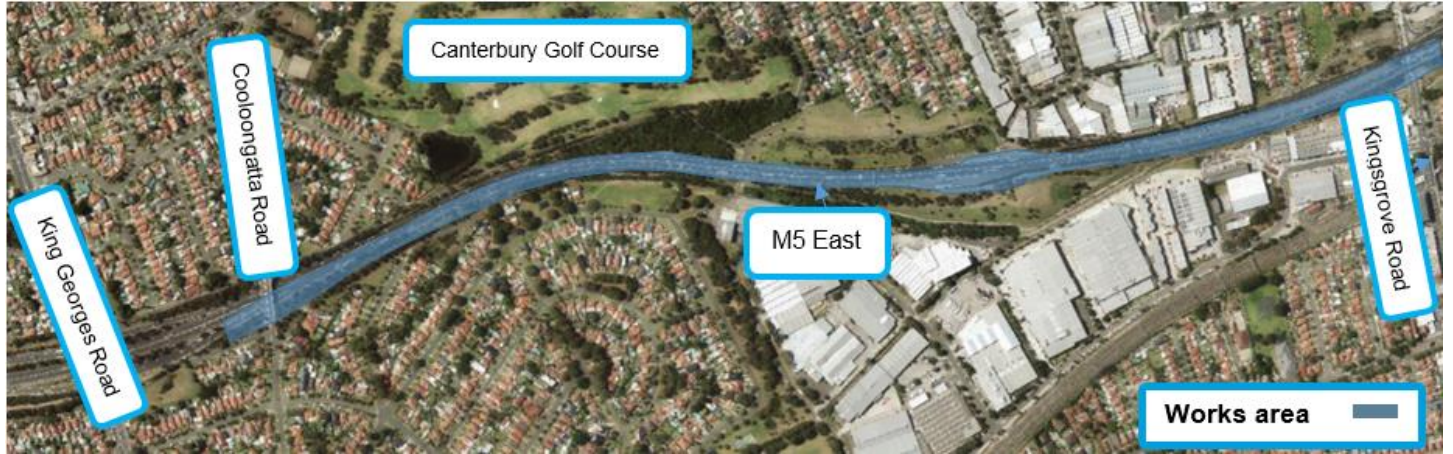 Canterbury Golf Course
Cooloongatta Road
King Georges Road
M5 East
Kingsgrove Road
Works area